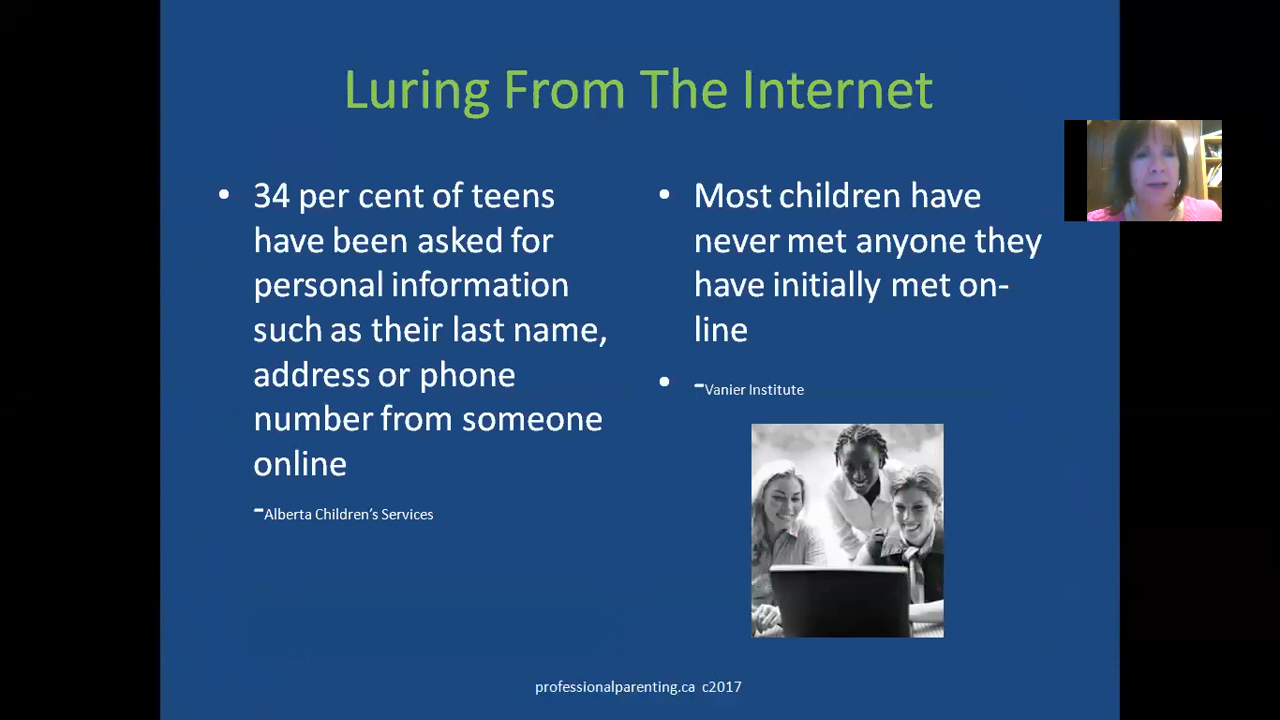 Luring From The Internet
• 34 per cent of teens
have been asked for
personal information
such as their last name,
address or phone
number from someone
online
-Alberta Children's Services
• Most children have
never met anyone they
have initially met on-
line
• -Vanier Institute
professionalparenting.ca c2017